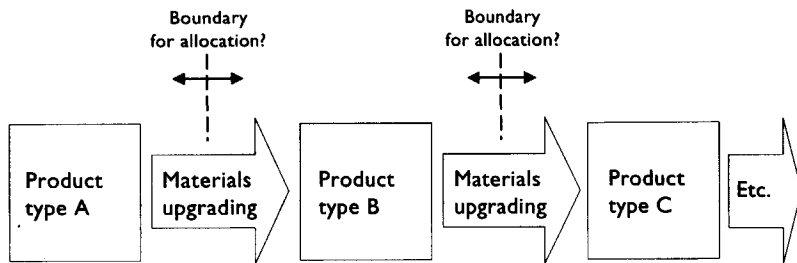 Boundary
for allocation?
Boundary
for allocation?
Product
type A
Materials
upgrading
Product
type B
Materials
upgrading
Product
type C
Etc.